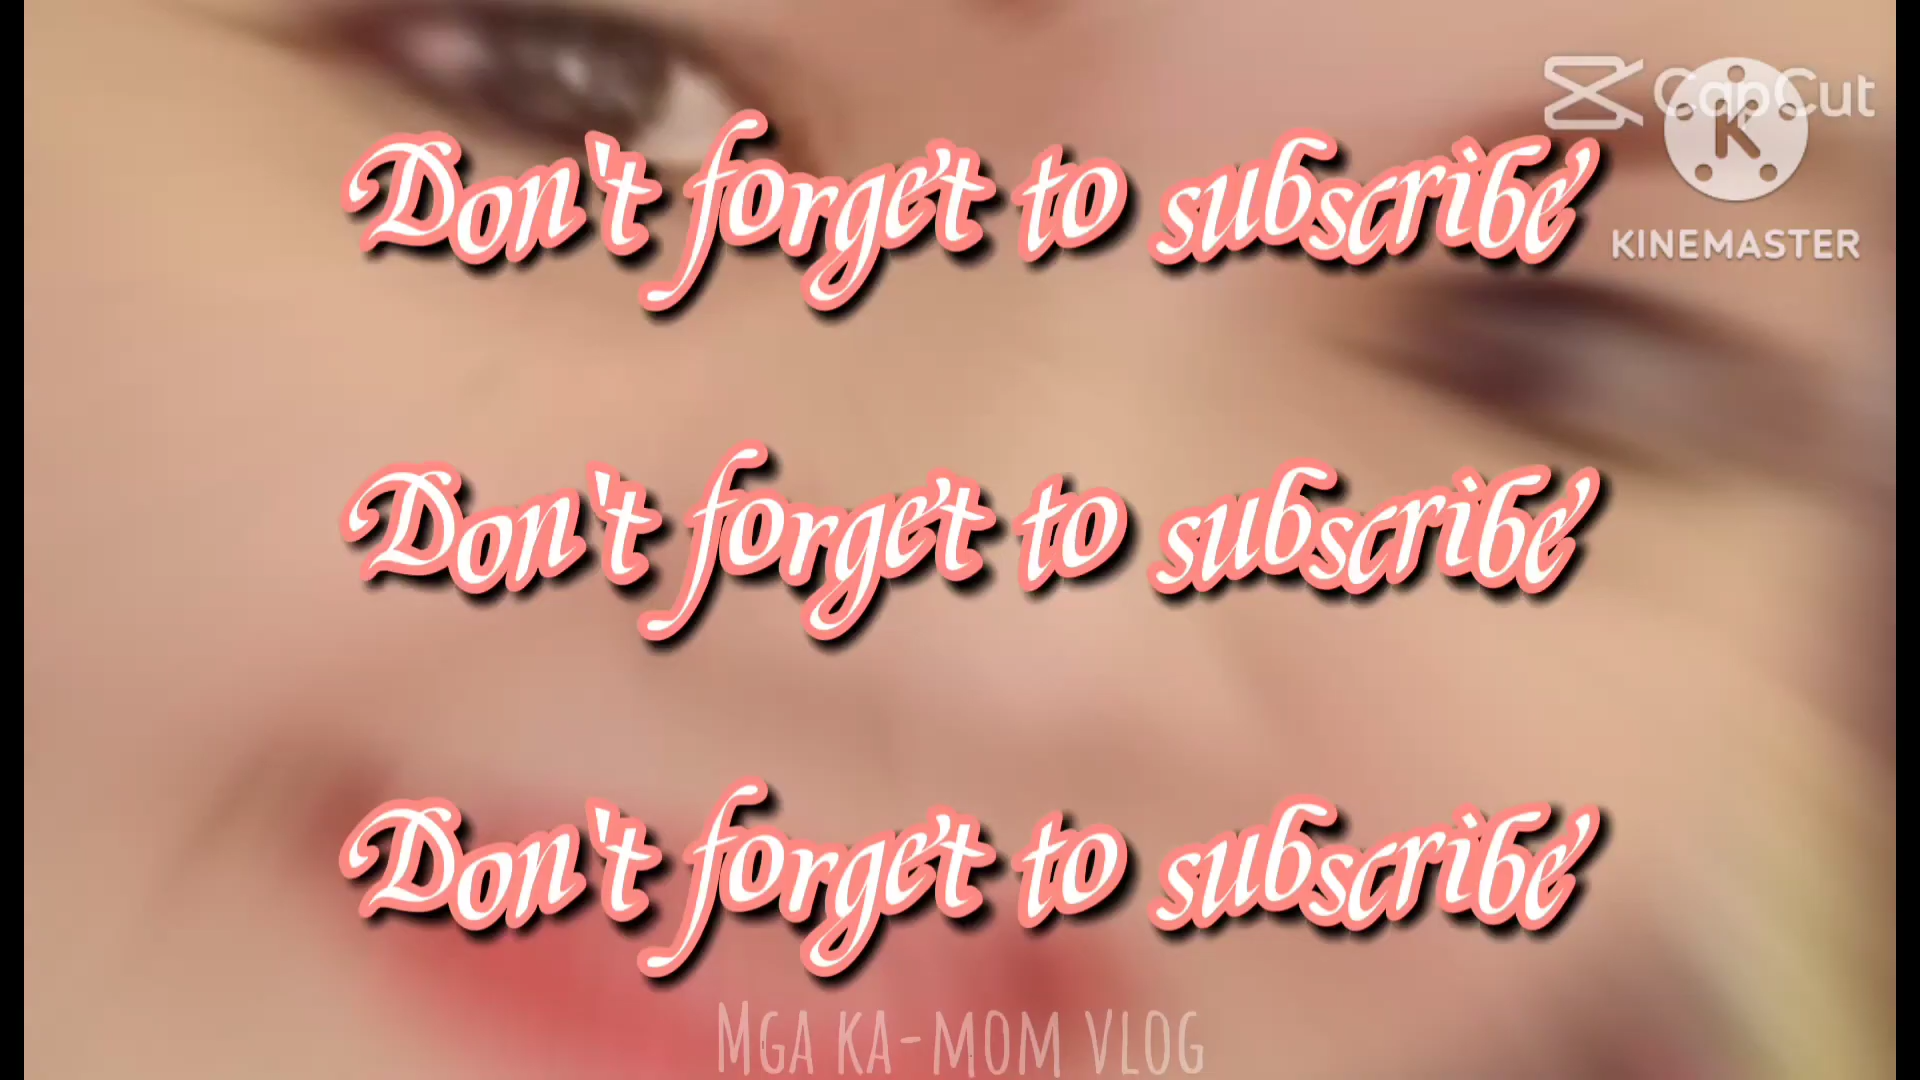 CapCut
K
KINEMASTER
Don't forget to subscribe
Don't forget to subscribe
Don't forget to subscribe
MGA KA-MOM VLOG